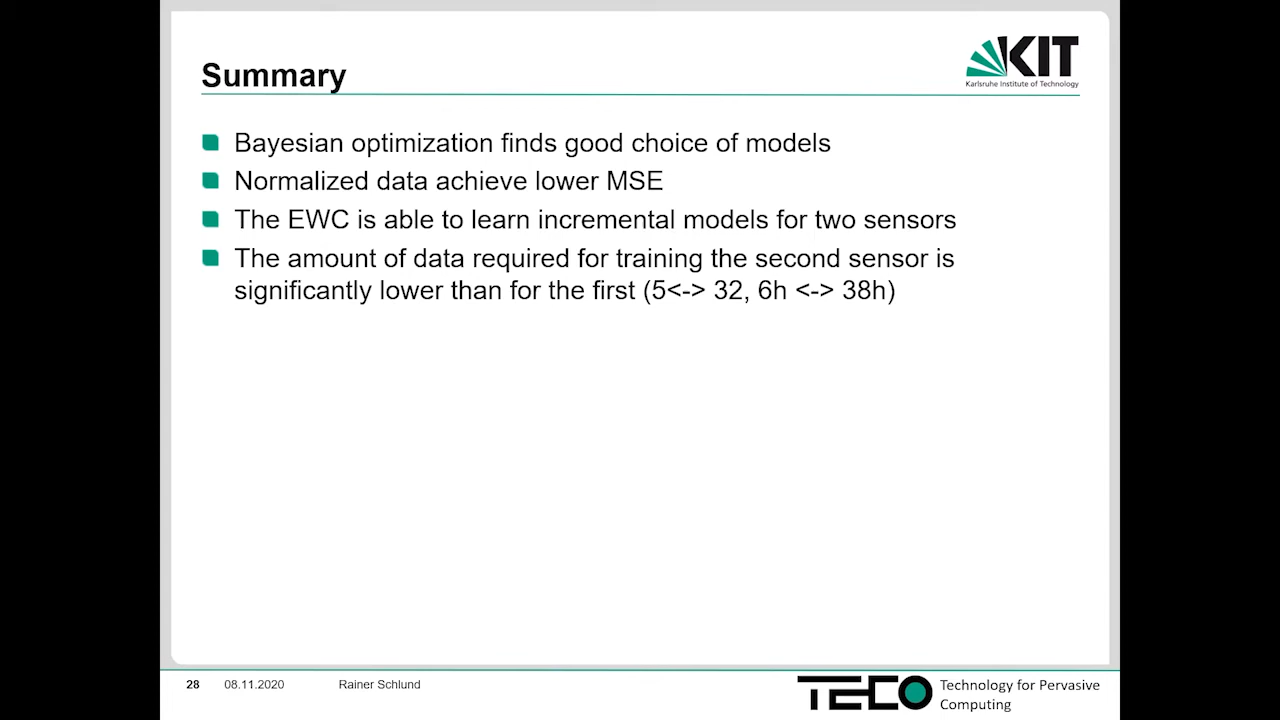 Summary
KIT
Karlsruhe Institute of Technology
Bayesian optimization finds good choice of models
Normalized data achieve lower MSE
The EWC is able to learn incremental models for two sensors
The amount of data required for training the second sensor is
significantly lower than for the first (5<-> 32, 6h <-> 38h)
28 08.11.2020 Rainer Schlund
TECO
Technology for Pervasive
Computing